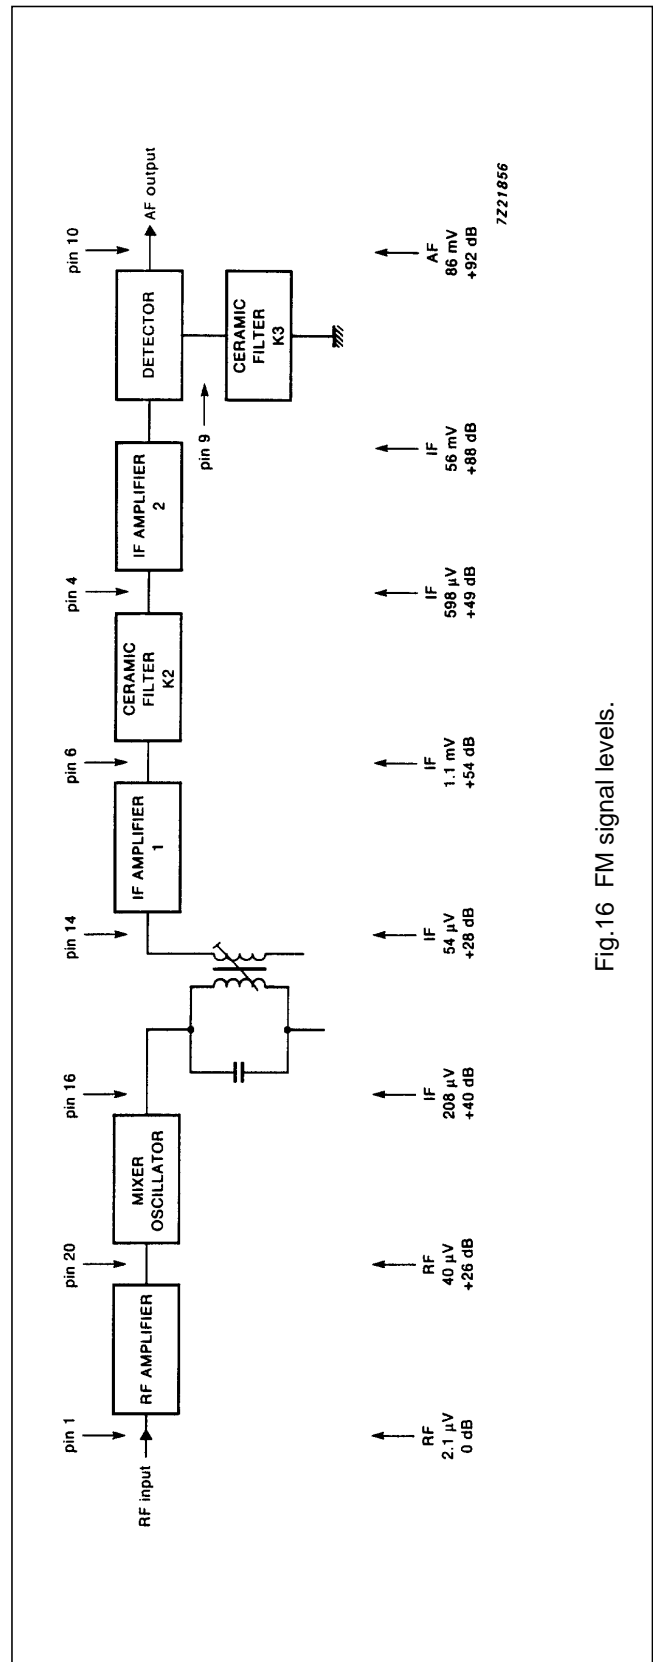 pin 1
pin 20
pin 16
pin 14
pin 6
pin 4
pin 10
RF input
RF AMPLIFIER
MIXER
OSCILLATOR
IF AMPLIFIER
1
CERAMIC
FILTER
K2
IF AMPLIFIER
2
DETECTOR
AF output
pin 9
CERAMIC
FILTER
K3
RF
2.1 μV
0 dB
RF
40 μV
+26 dB
IF
208 μV
+40 dB
IF
54 μV
+28 dB
IF
1.1 mV
+54 dB
IF
598 μV
+49 dB
IF
56 mV
+88 dB
AF
86 mV
+92 dB
7Z21856
Fig.16 FM signal levels.